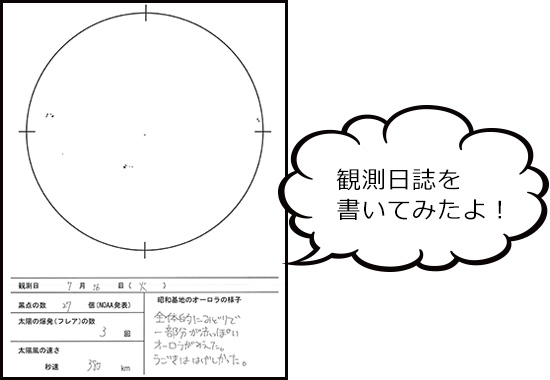 観測日誌を
書いてみたよ！
観測日 7月16日(火)
黒点の数 27 個(NOAA発表)
太陽の爆発(フレア)の数
3 回
太陽風の速さ
秒速 380 km
昭和基地のオーロラの様子
全体的にみどりで
一部分が赤っぽい
オーロラがみえた。
うごきははげしかった。